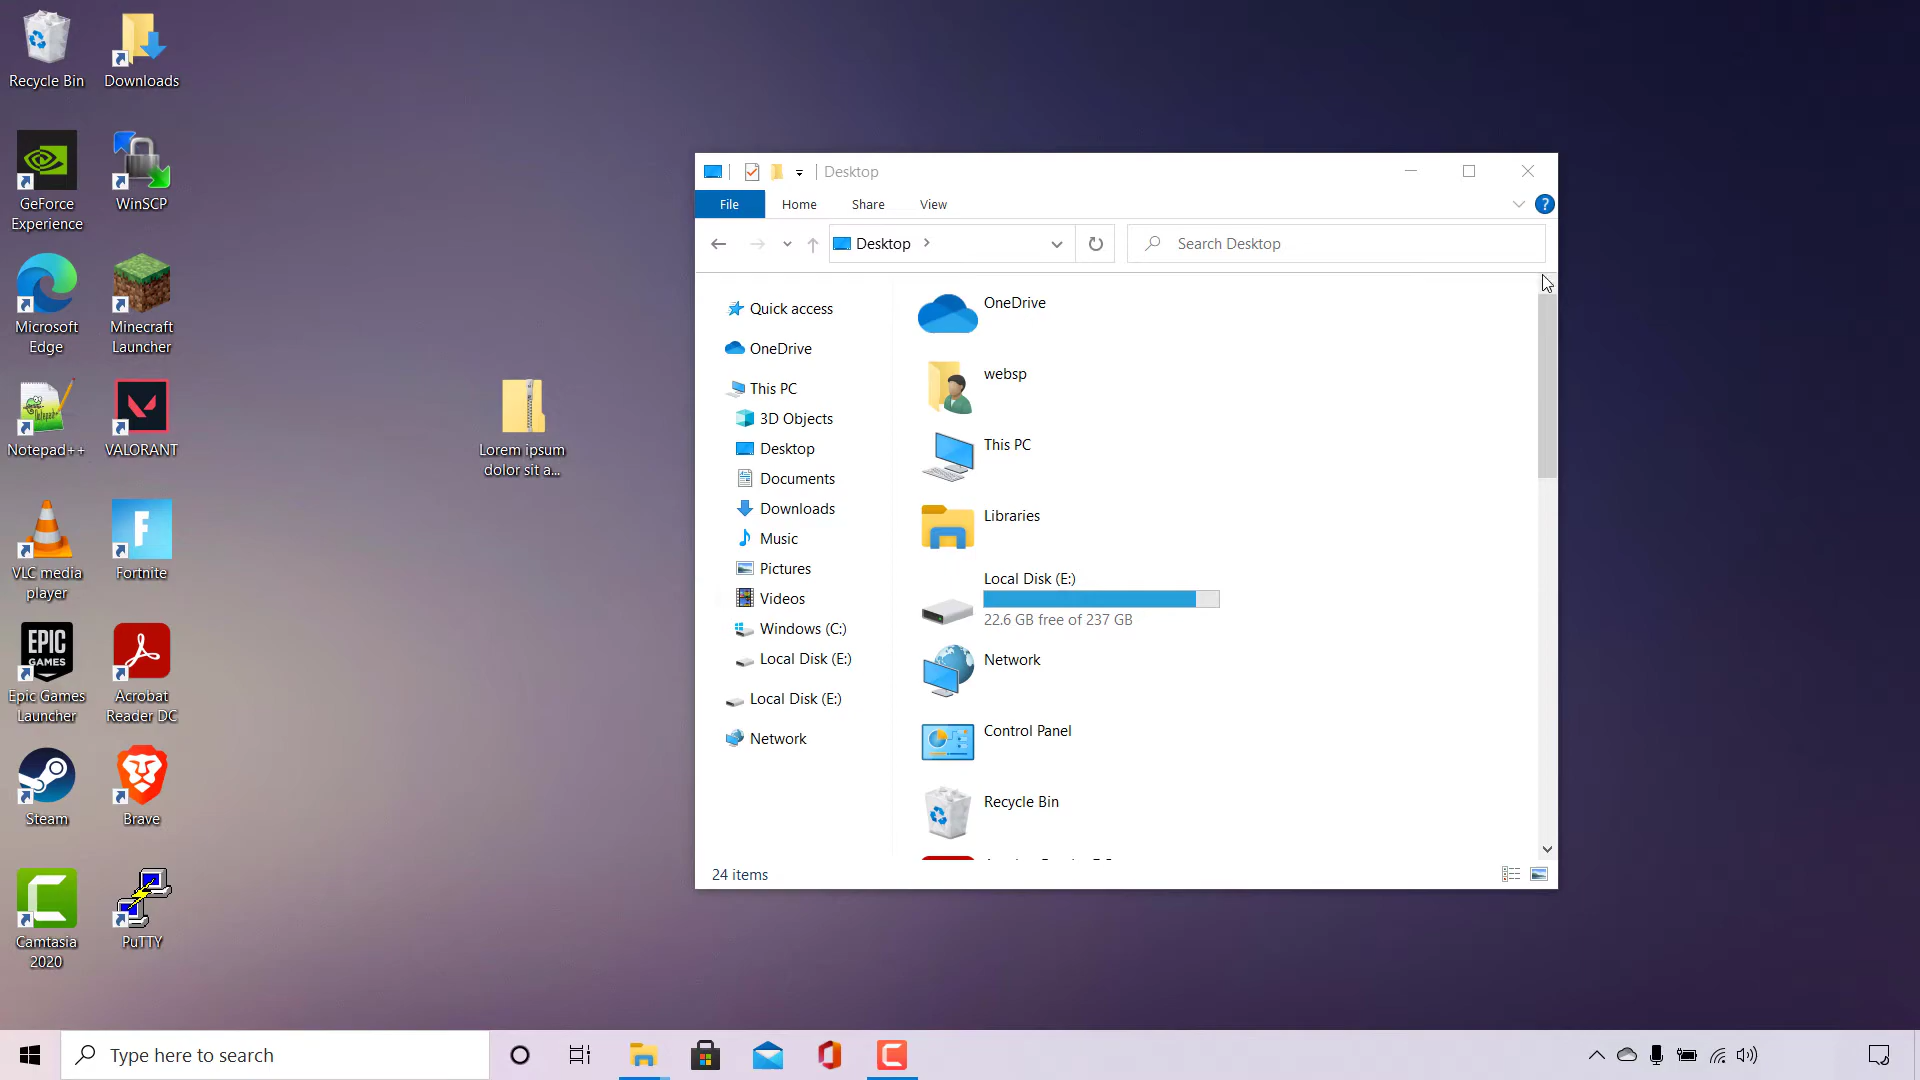 Recycle Bin
Downloads
GeForce
Experience
WinSCP
Microsoft
Edge
Minecraft
Launcher
Notepad++
VALORANT
VLC media
player
F
Fortnite
EPIC
GAMES
Epic Games
Launcher
Acrobat
Reader DC
Steam
Brave
Camtasia
2020
PuTTY
Lorem ipsum
dolor sit a...
Desktop
File
Home
Share
View
?
Desktop
Search Desktop
Quick access
OneDrive
This PC
3D Objects
Desktop
Documents
Downloads
Music
Pictures
Videos
Windows (C:)
Local Disk (E:)
Local Disk (E:)
Network
OneDrive
websp
This PC
Libraries
Local Disk (E:)
22.6 GB free of 237 GB
Network
Control Panel
Recycle Bin
24 items
Type here to search